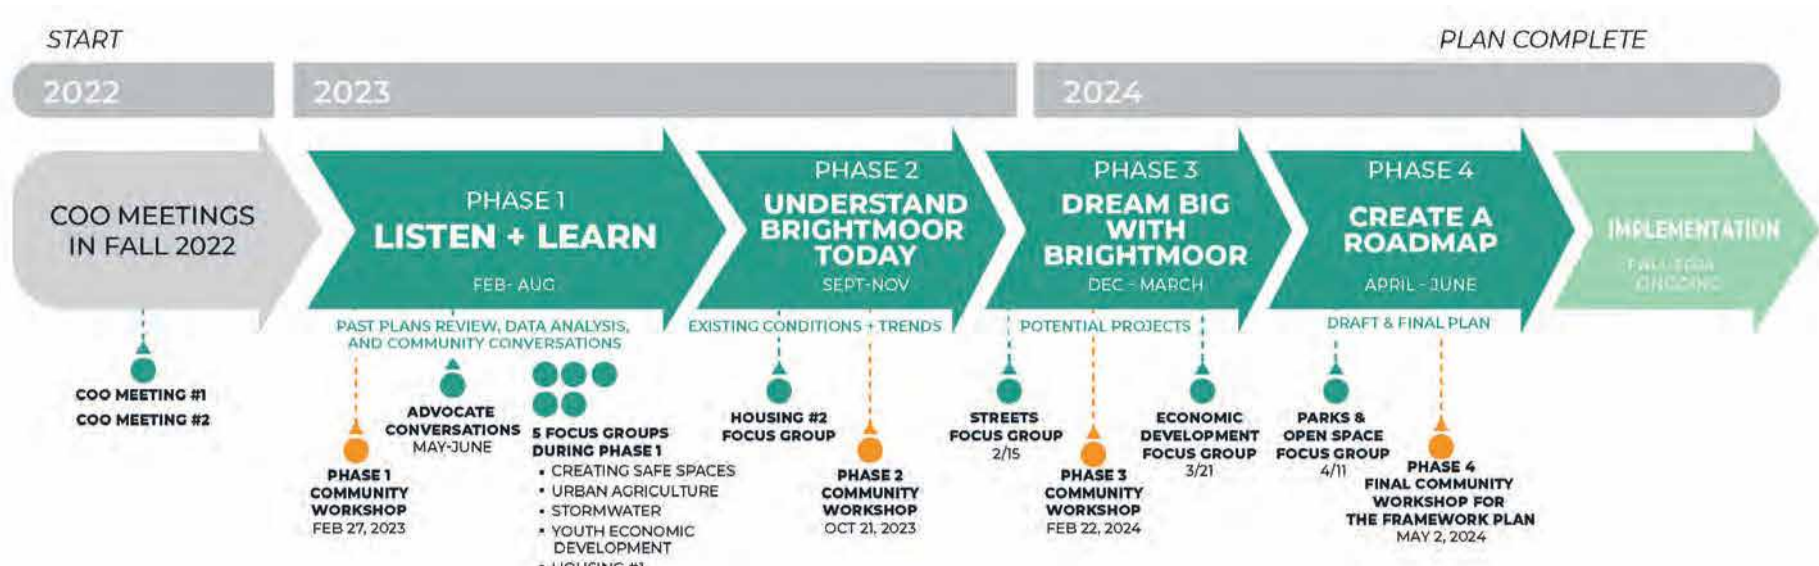 START
PLAN COMPLETE
2022
2023
2024
COO MEETINGS
IN FALL 2022
PHASE 1
LISTEN + LEARN
FEB- AUG
PHASE 2
UNDERSTAND
BRIGHTMOOR
TODAY
SEPT-NOV
PHASE 3
DREAM BIG
WITH
BRIGHTMOOR
DEC - MARCH
PHASE 4
CREATE A
ROADMAP
APRIL - JUNE
IMPLEMENTATION
ONGOING
PAST PLANS REVIEW, DATA ANALYSIS,
AND COMMUNITY CONVERSATIONS
EXISTING CONDITIONS + TRENDS
POTENTIAL PROJECTS
DRAFT & FINAL PLAN
COO MEETING #1
COO MEETING #2
PHASE 1
COMMUNITY
WORKSHOP
FEB 27, 2023
ADVOCATE
CONVERSATIONS
MAY-JUNE
5 FOCUS GROUPS
DURING PHASE 1
• CREATING SAFE SPACES
• URBAN AGRICULTURE
• STORMWATER
• YOUTH ECONOMIC
DEVELOPMENT
• HOUSING #1
HOUSING #2
FOCUS GROUP
PHASE 2
COMMUNITY
WORKSHOP
OCT 21, 2023
STREETS
FOCUS GROUP
2/15
PHASE 3
COMMUNITY
WORKSHOP
FEB 22, 2024
ECONOMIC
DEVELOPMENT
FOCUS GROUP
3/21
PARKS &
OPEN SPACE
FOCUS GROUP
4/11
PHASE 4
FINAL COMMUNITY
WORKSHOP FOR
THE FRAMEWORK PLAN
MAY 2, 2024